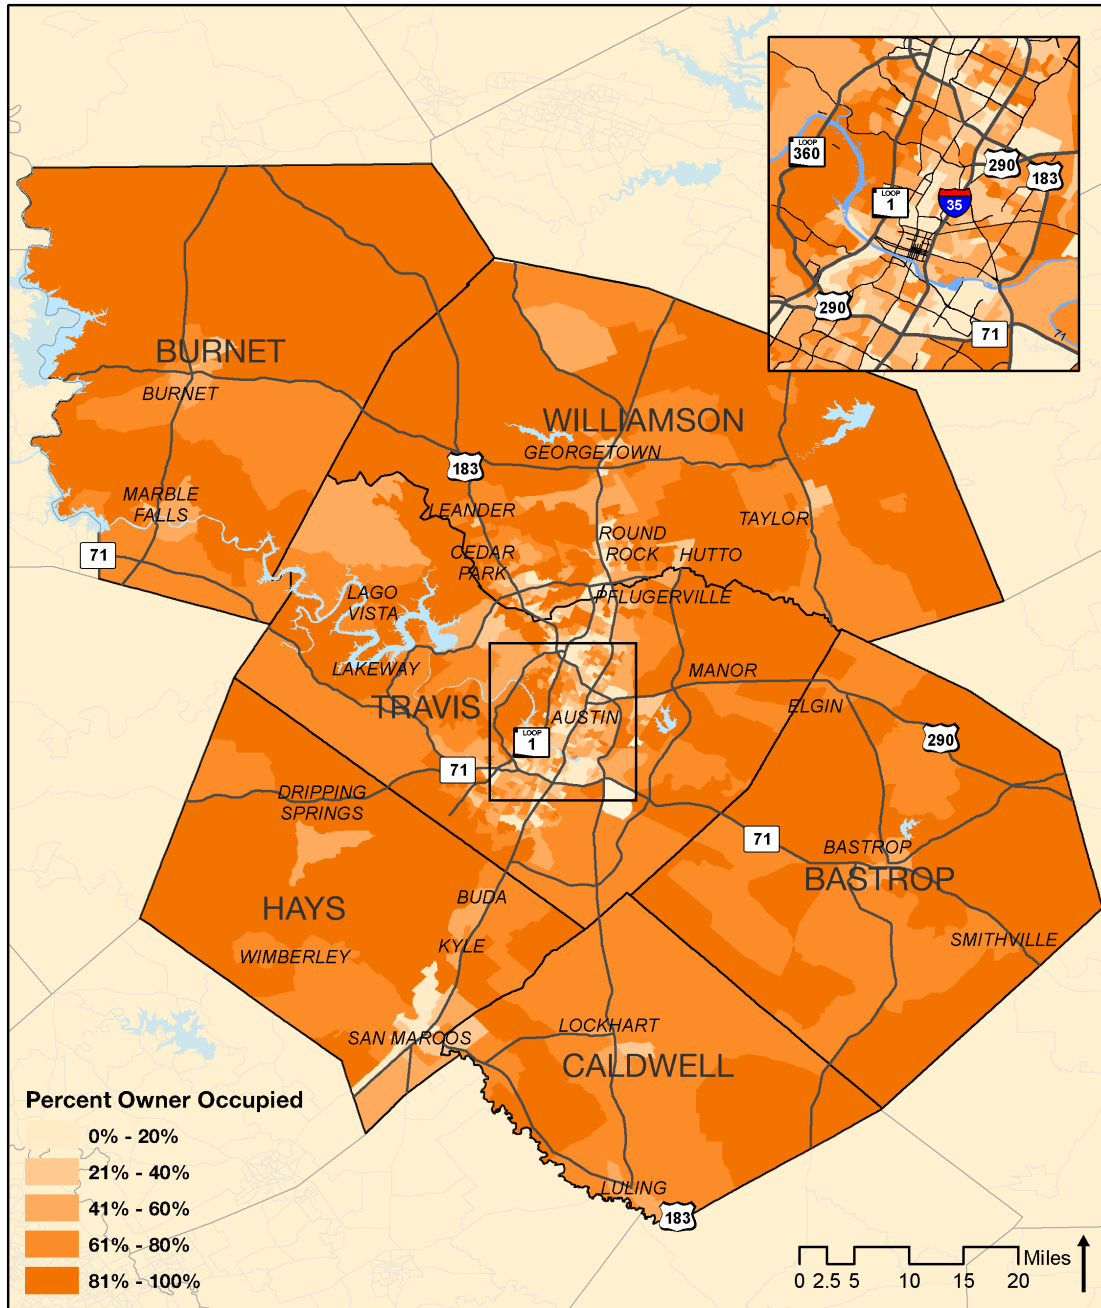 LOOP
360
290
183
LOOP
1
35
290
71
71
BURNET
BURNET
WILLIAMSON
GEORGETOWN
183
MARBLE
FALLS
LEANDER
TAYLOR
ROUND
ROCK
HUTTO
CEDAR
PARK
71
LAGO
VISTA
PFLUGERVILLE
LAKEWAY
MANOR
TRAVIS
AUSTIN
ELGIN
LOOP
1
290
71
DRIPPING
SPRINGS
71
BASTROP
BASTROP
BUDA
HAYS
KYLE
SMITHVILLE
WIMBERLEY
SAN MARCOS
LOCKHART
CALDWELL
LULING
183
Percent Owner Occupied
0% - 20%
21% - 40%
41% - 60%
61% - 80%
81% - 100%
Miles
0 2.5 5 10 15 20